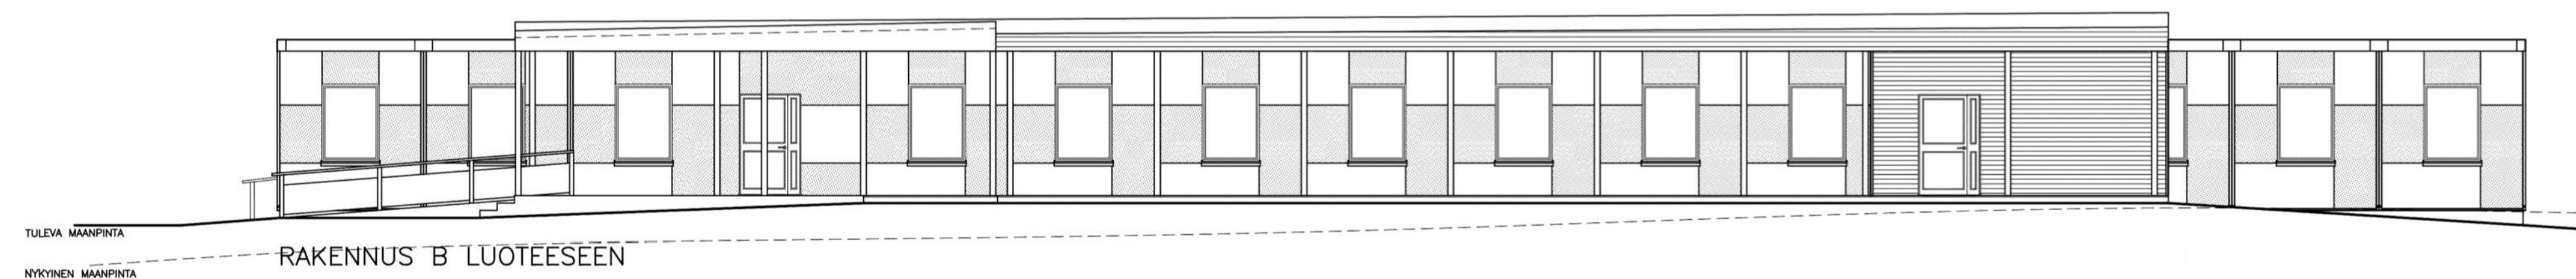 TULEVA MAANPINTA
RAKENNUS B LUOTEESEEN
NYKYINEN MAANPINTA